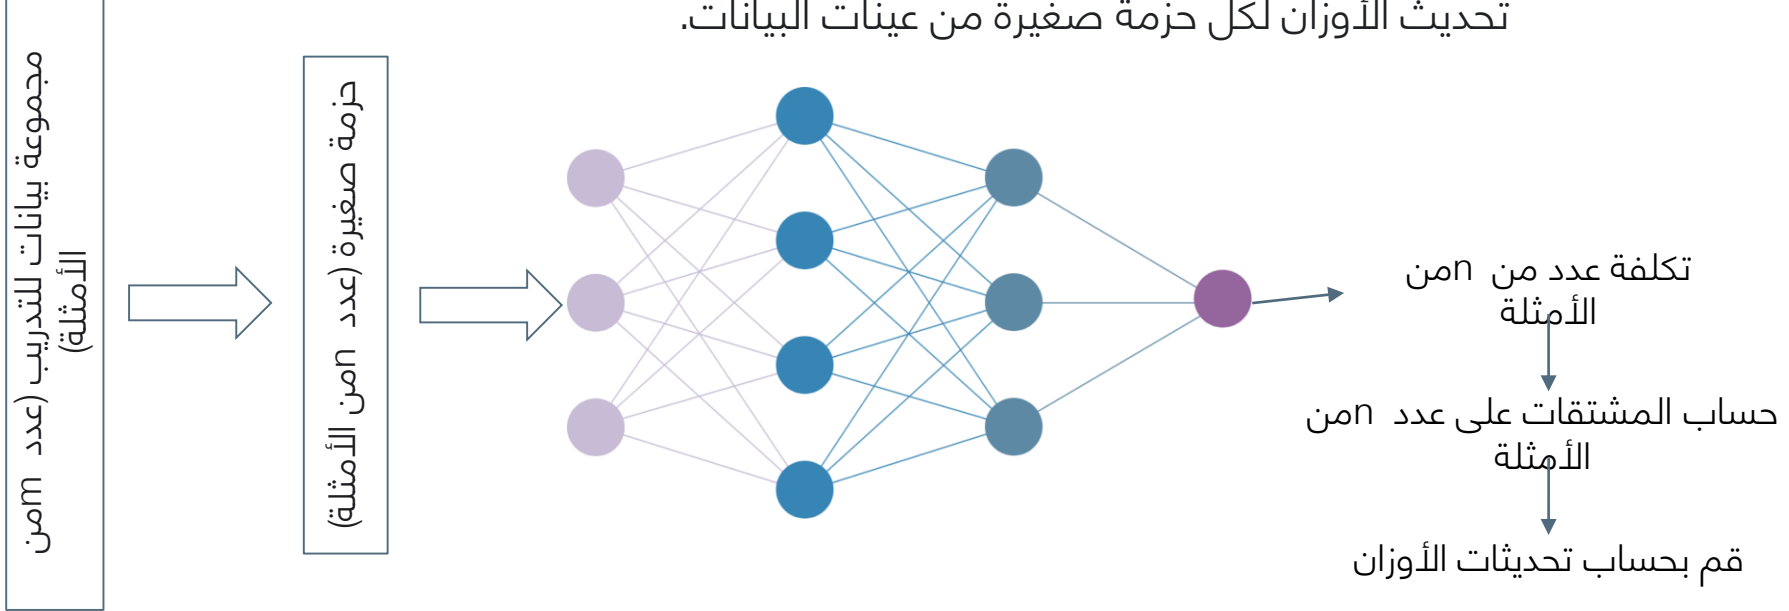 تحديث الأوزان لكل حزمة صغيرة من عينات البيانات.
مجموعة بيانات للتدريب (عدد m من
الأمثلة)
حزمة صغيرة (عدد n من الأمثلة)
تكلفة عدد من n من
الأمثلة
حساب المشتقات على عدد n من
الأمثلة
قم بحساب تحديثات الأوزان